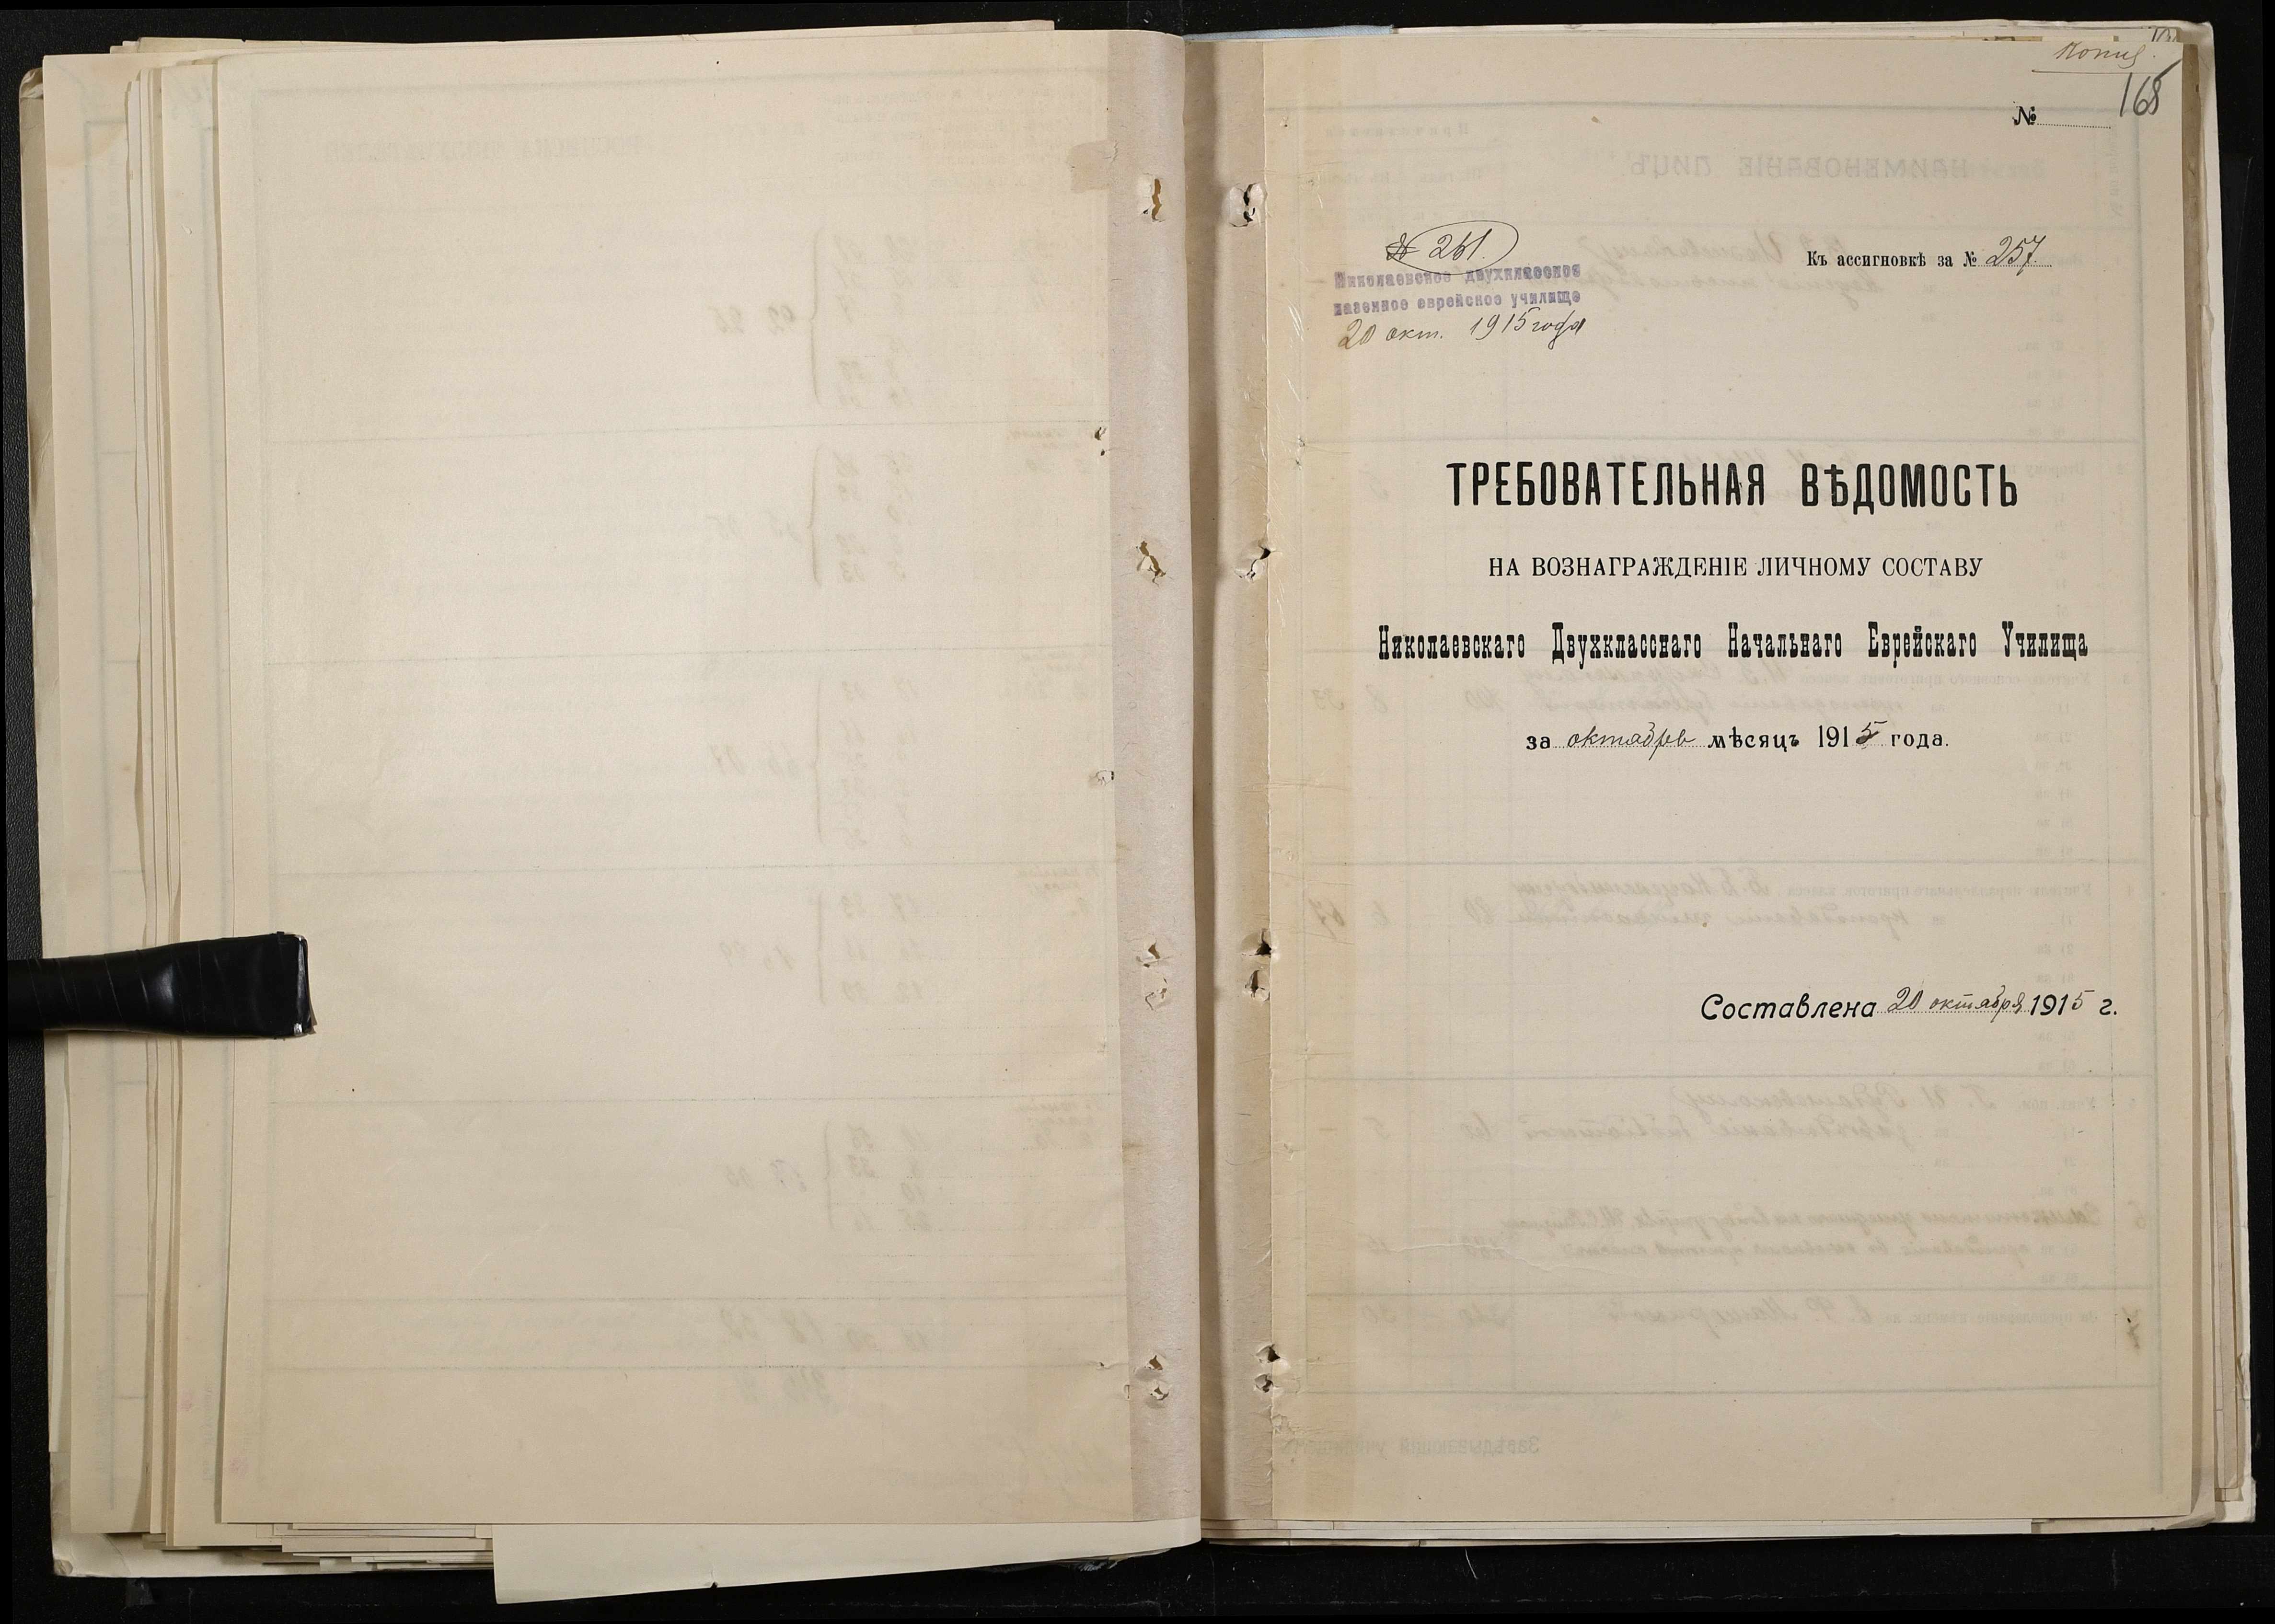 Копія.
168
№
№ 261.
Къ ассигновкѣ за № 257.
Николаевское двухклассное
казенное еврейское училище
20 окт. 1915 года
ТРЕБОВАТЕЛЬНАЯ ВѢДОМОСТЬ
НА ВОЗНАГРАЖДЕНІЕ ЛИЧНОМУ СОСТАВУ
Николаевскаго Двухкласснаго Начальнаго Еврейскаго Училища
за октябрь мѣсяцъ 1915 года.
Составлена 20 октября 1915 г.